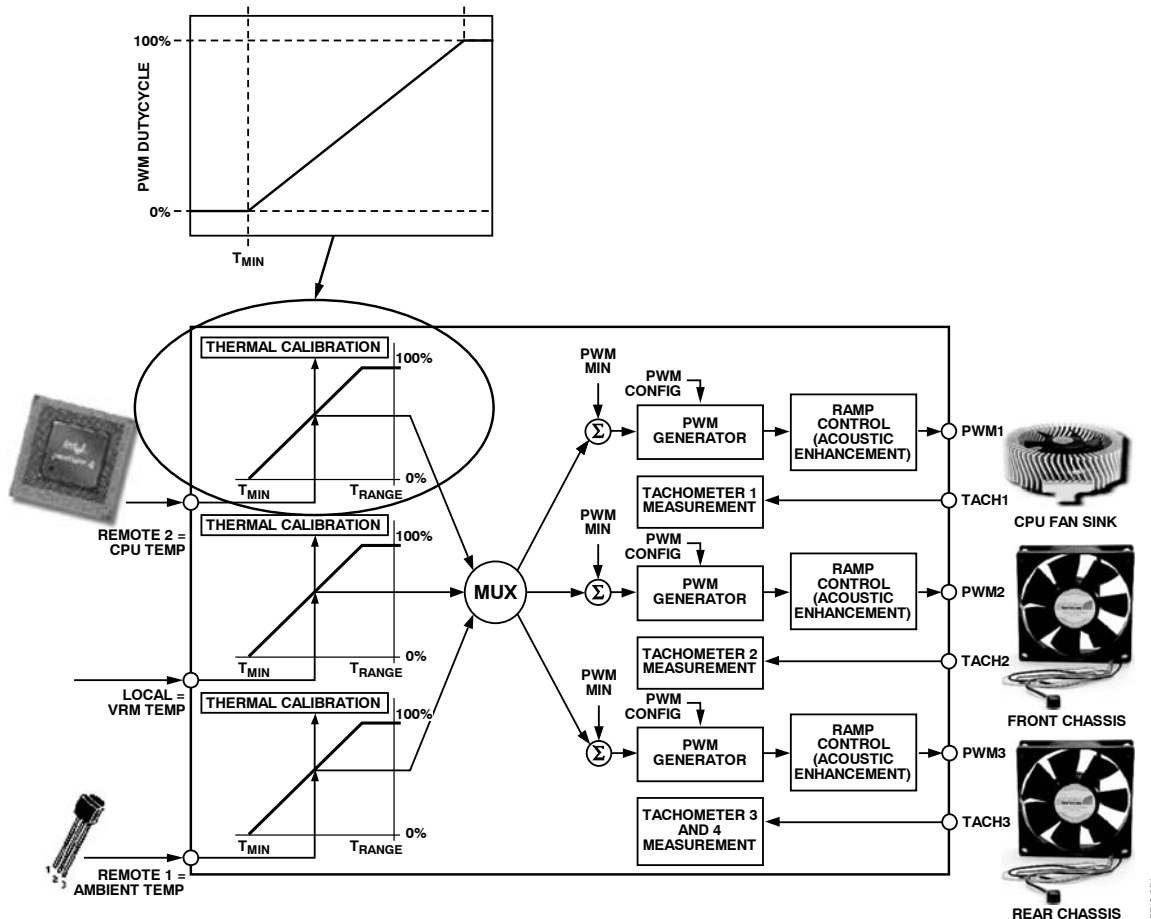 100%
PWM DUTYCYCLE
0%
TMIN
THERMAL CALIBRATION
100%
0%
TMIN
TRANGE
REMOTE 2 =
CPU TEMP
THERMAL CALIBRATION
100%
0%
TMIN
TRANGE
LOCAL =
VRM TEMP
THERMAL CALIBRATION
100%
0%
TMIN
TRANGE
REMOTE 1 =
AMBIENT TEMP
1
2
3
MUX
PWM
MIN
Σ
PWM
CONFIG
PWM
GENERATOR
RAMP
CONTROL
(ACOUSTIC
ENHANCEMENT)
PWM1
TACHOMETER 1
MEASUREMENT
TACH1
CPU FAN SINK
PWM
MIN
Σ
PWM
CONFIG
PWM
GENERATOR
RAMP
CONTROL
(ACOUSTIC
ENHANCEMENT)
PWM2
TACHOMETER 2
MEASUREMENT
TACH2
FRONT CHASSIS
PWM
MIN
Σ
PWM
CONFIG
PWM
GENERATOR
RAMP
CONTROL
(ACOUSTIC
ENHANCEMENT)
PWM3
TACHOMETER 3
AND 4
MEASUREMENT
TACH3
REAR CHASSIS
intel